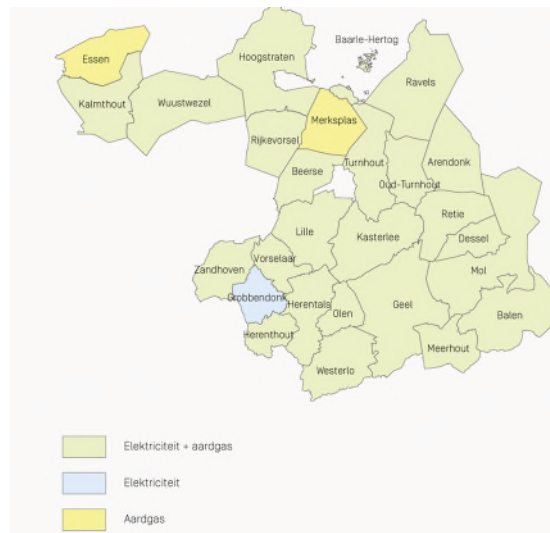 Essen
Hoogstraten
Baarle-Hertog
Ravels
Kalmthout
Wuustwezel
Merksplas
Rijkevorsel
Turnhout
Arendonk
Beerse
Oud-Turnhout
Retie
Lille
Kasterlee
Dessel
Vorselaar
Zandhoven
Mol
Grobbendonk
Herentals
Geel
Olen
Balen
Herenthout
Meerhout
Westerlo
Elektriciteit + aardgas
Elektriciteit
Aardgas